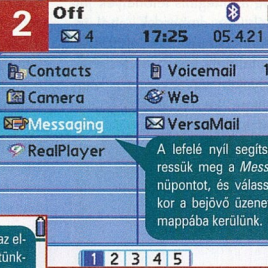 2
Off
4 17:25 05.4.21
Contacts Voicemail
Camera Web
Messaging VersaMail
RealPlayer
A lefelé nyíl segíts
ressük meg a Mess
nüpontot, és válass
kor a bejövő üzene
mappába kerülünk.
az el-
tünk-
1 2 3 4 5